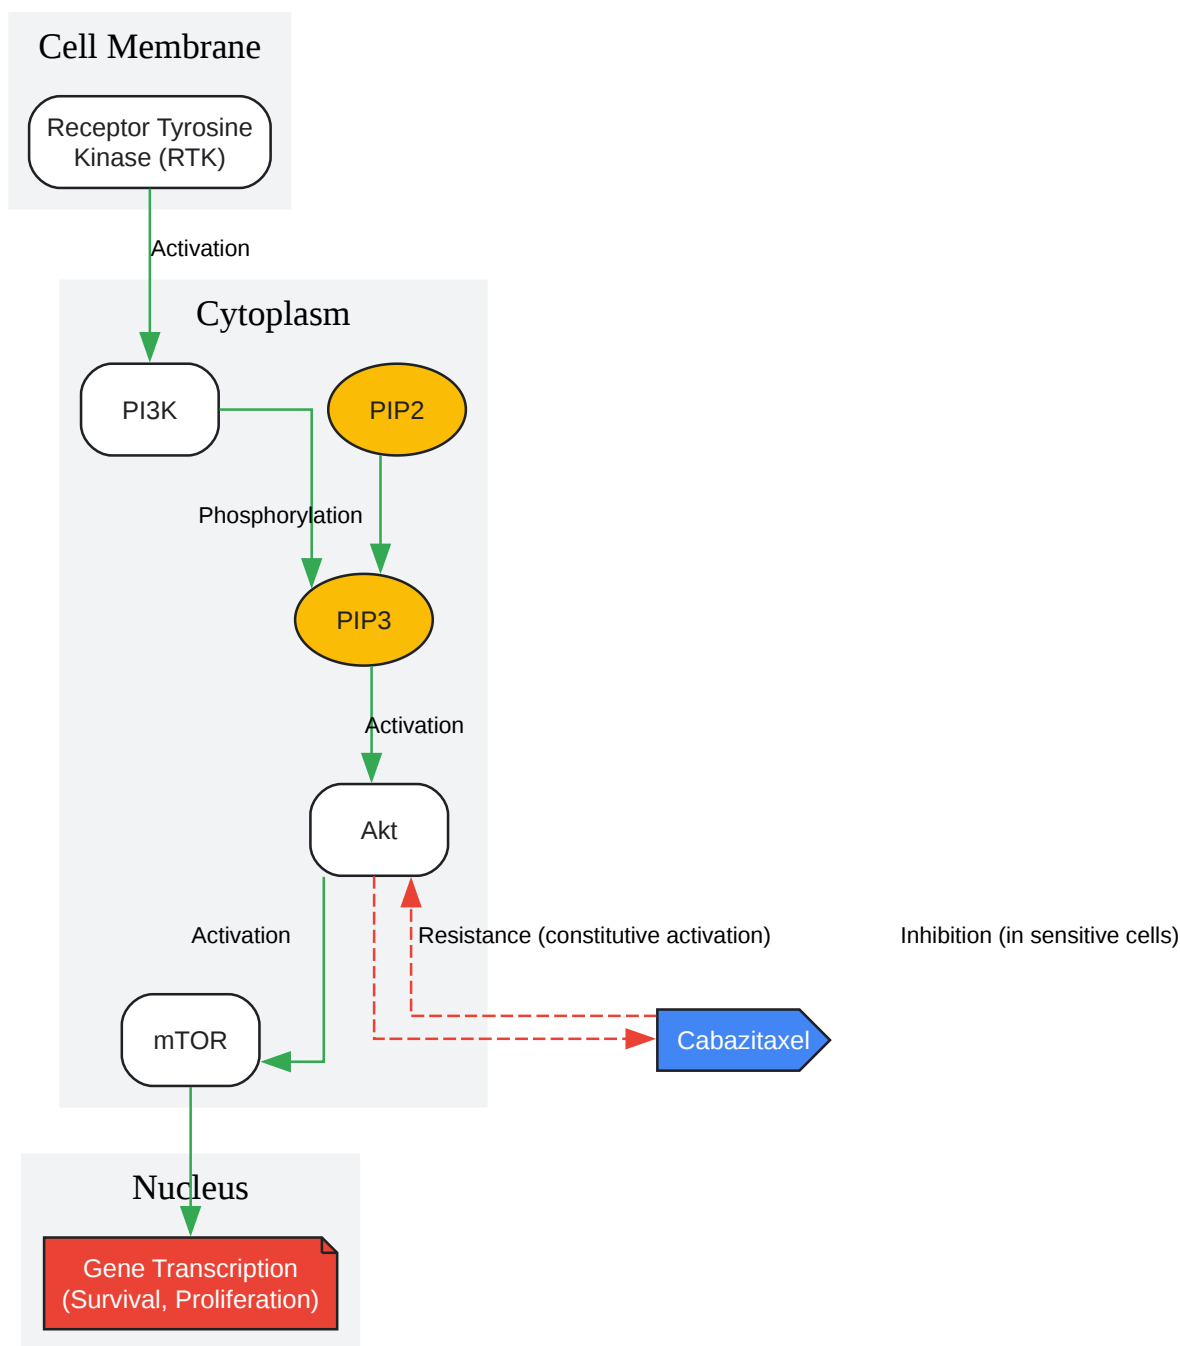 Cell Membrane
Receptor Tyrosine
Kinase (RTK)
Activation
Cytoplasm
PI3K
PIP2
Phosphorylation
PIP3
Activation
Akt
Activation
Resistance (constitutive activation)
Inhibition (in sensitive cells)
mTOR
Cabazitaxel
Nucleus
Gene Transcription
(Survival, Proliferation)